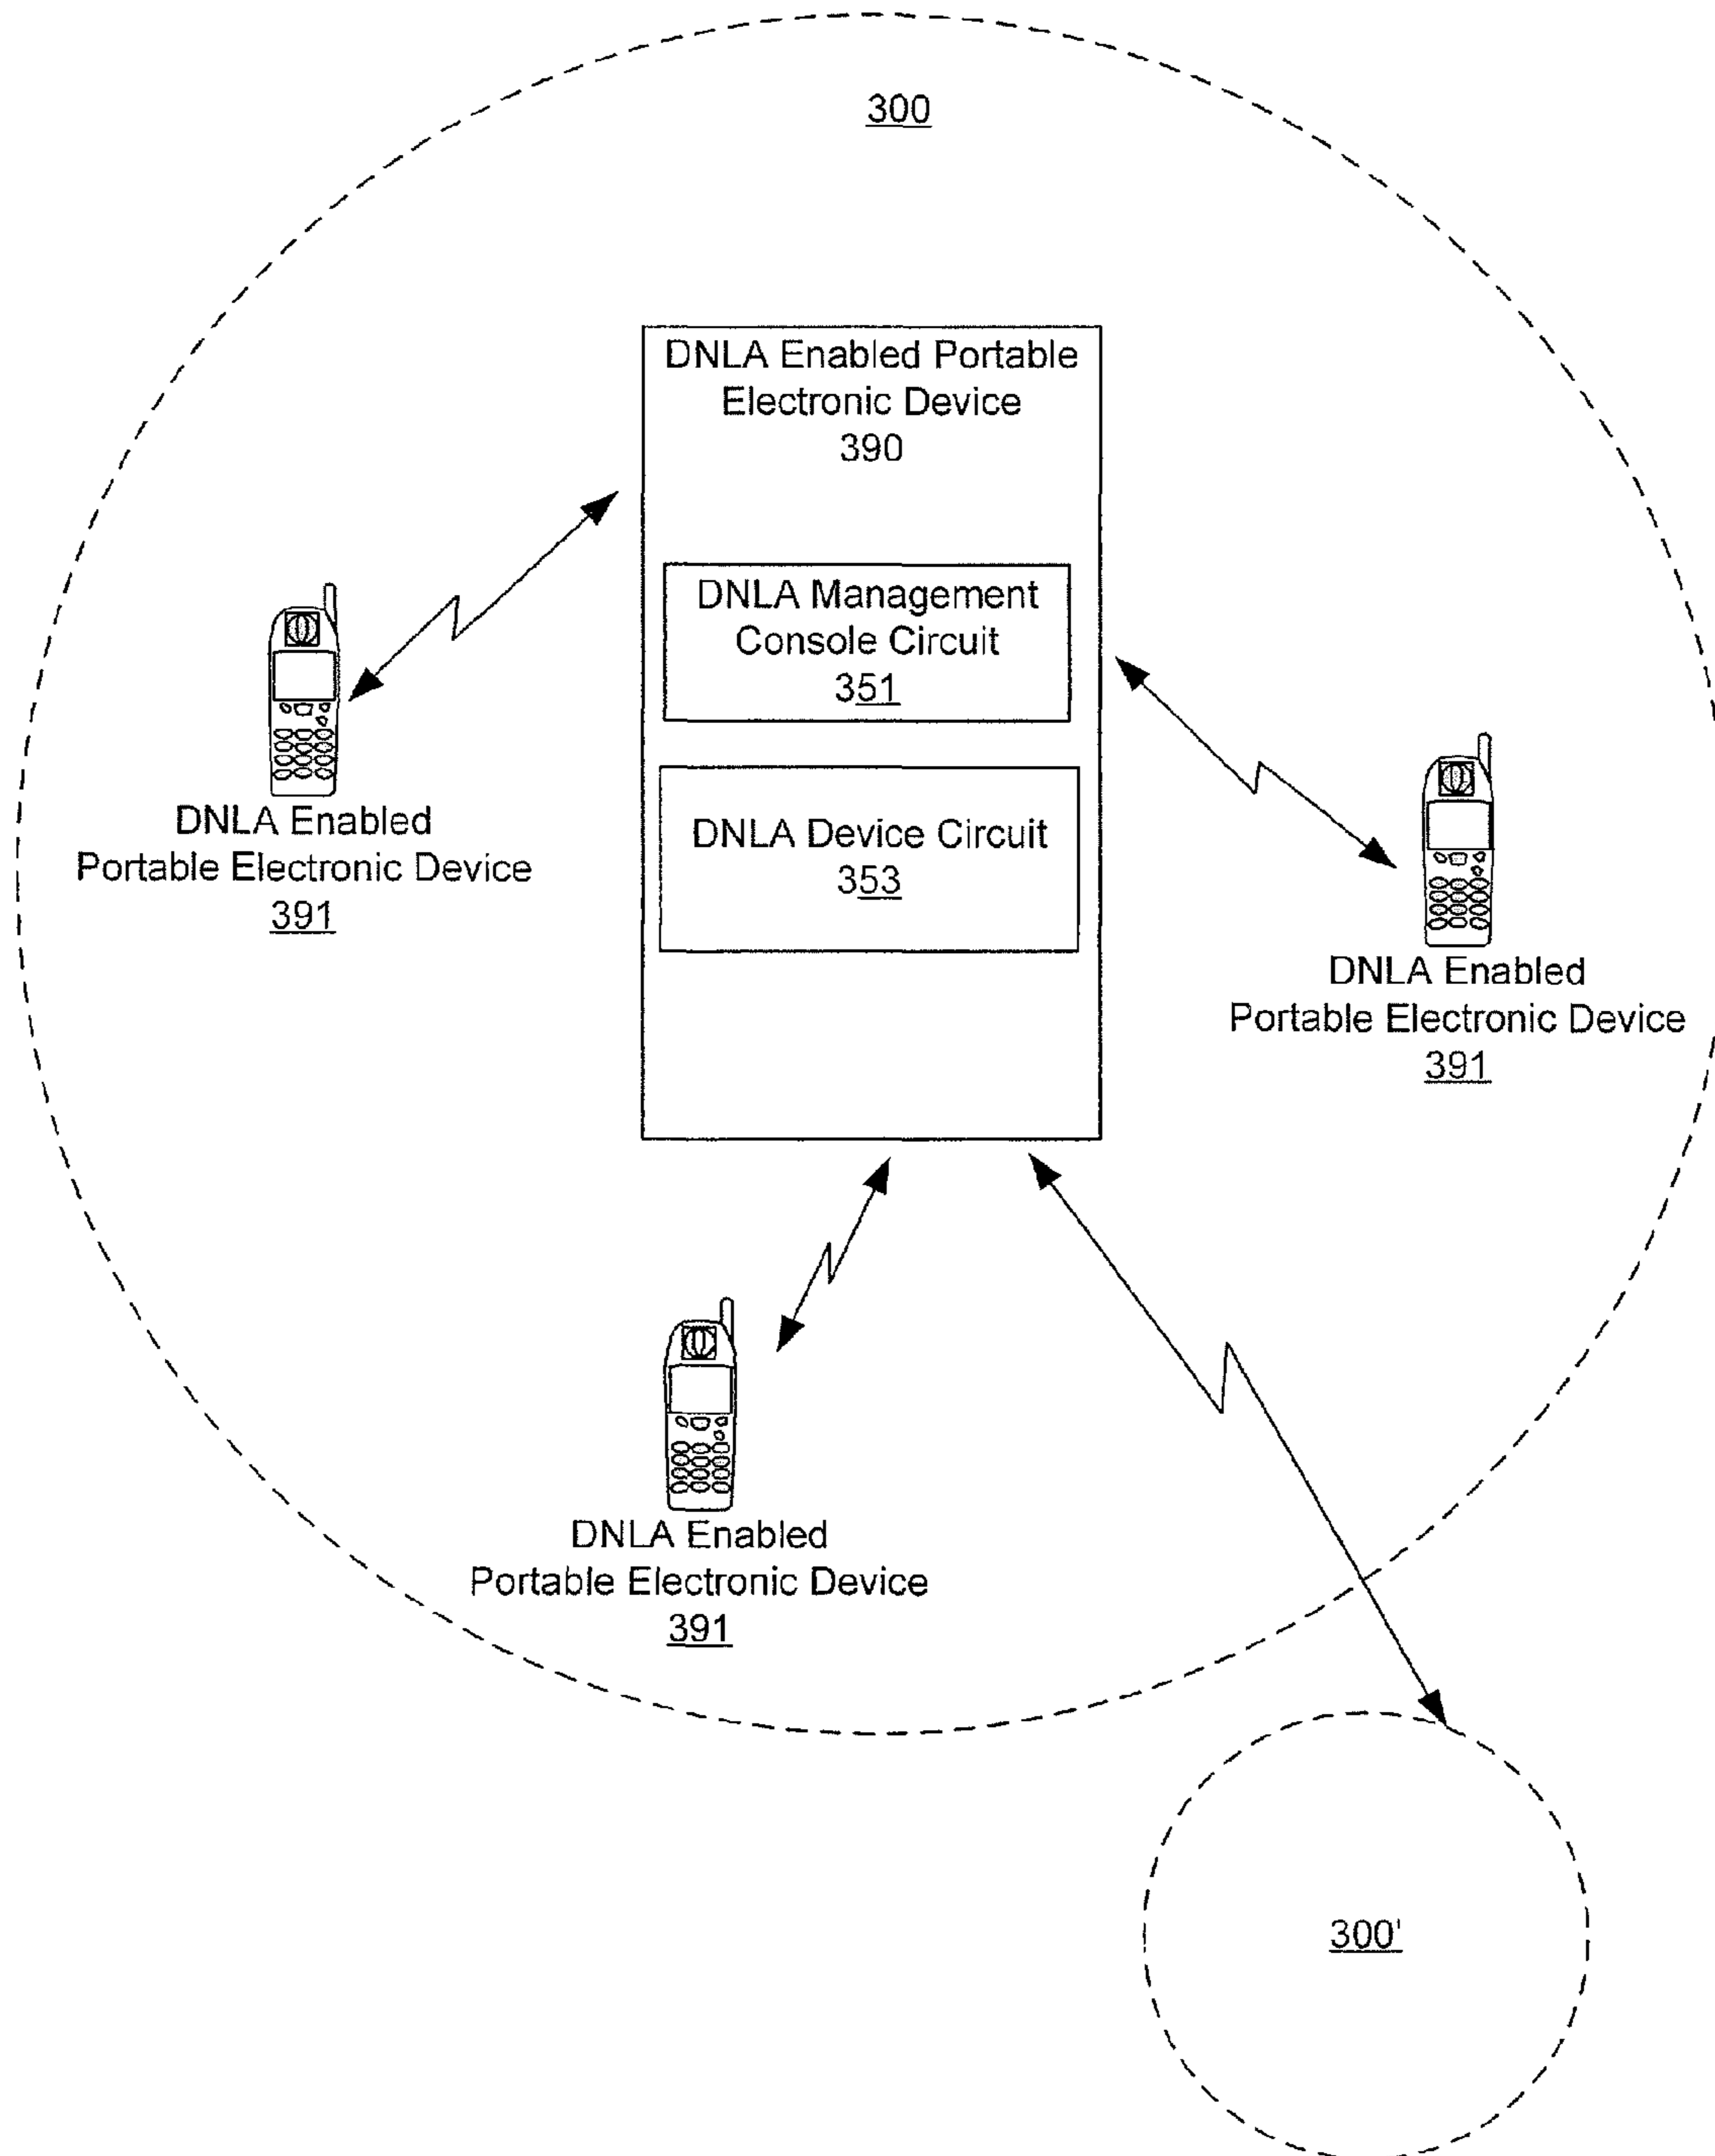 300
DNLA Enabled Portable
Electronic Device
390
DNLA Management
Console Circuit
351
DNLA Device Circuit
353
DNLA Enabled
Portable Electronic Device
391
DNLA Enabled
Portable Electronic Device
391
DNLA Enabled
Portable Electronic Device
391
300'